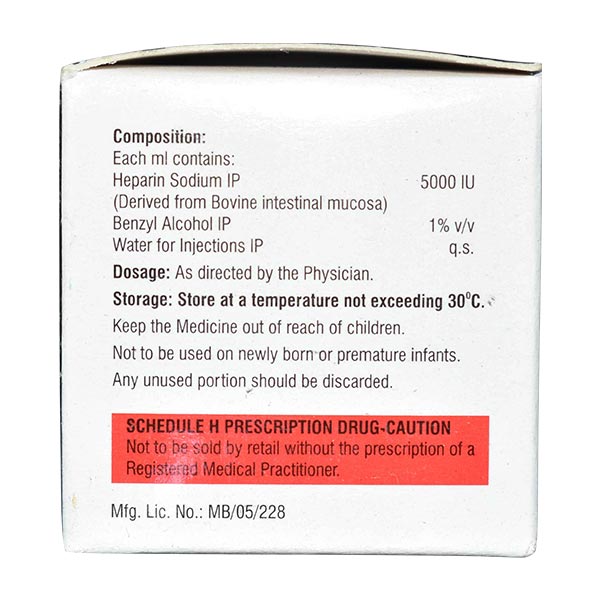 Composition:
Each ml contains:
Heparin Sodium IP 5000 IU
(Derived from Bovine intestinal mucosa)
Benzyl Alcohol IP 1% v/v
Water for Injections IP q.s.
Dosage: As directed by the Physician.
Storage: Store at a temperature not exceeding 30⁰C.
Keep the Medicine out of reach of children.
Not to be used on newly born or premature infants.
Any unused portion should be discarded.
SCHEDULE H PRESCRIPTION DRUG-CAUTION
Not to be sold by retail without the prescription of a
Registered Medical Practitioner.
Mfg. Lic. No.: MB/05/228